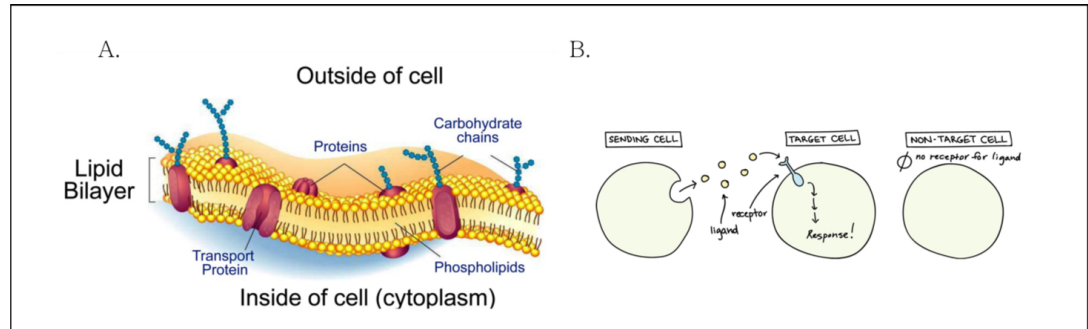 A.
Outside of cell
Carbohydrate
chains
Proteins
Lipid
Bilayer
Transport
Protein
Phospholipids
Inside of cell (cytoplasm)
B.
SENDING CELL
TARGET CELL
NON-TARGET CELL
no receptor for ligand
receptor
ligand
Response!